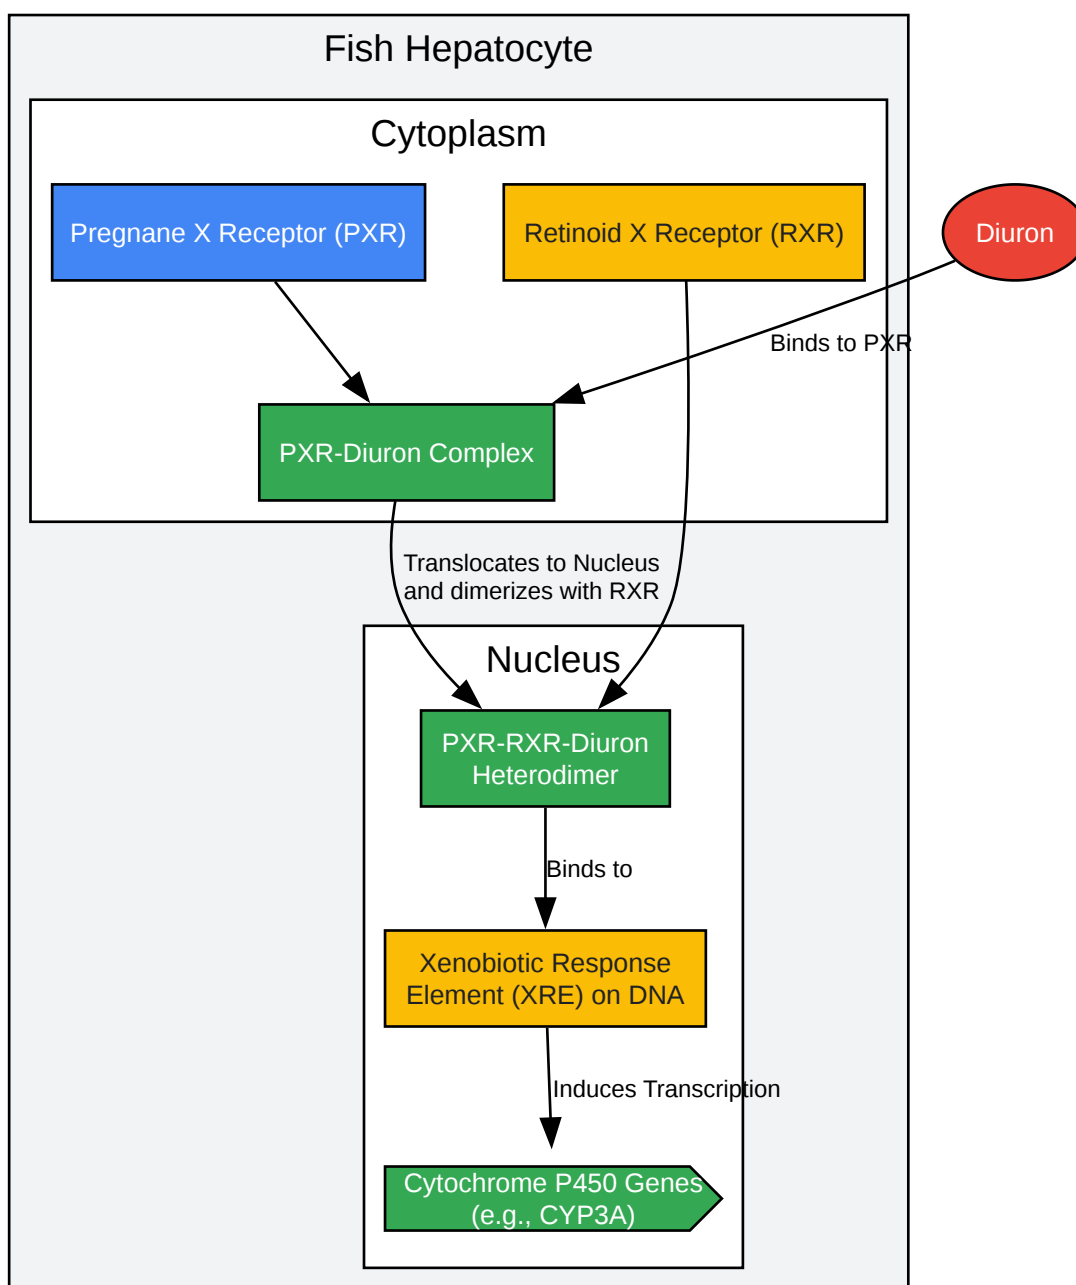 Fish Hepatocyte
Cytoplasm
Pregnane X Receptor (PXR)
Retinoid X Receptor (RXR)
Diuron
Binds to PXR
PXR-Diuron Complex
Translocates to Nucleus
and dimerizes with RXR
Nucleus
PXR-RXR-Diuron
Heterodimer
Binds to
Xenobiotic Response
Element (XRE) on DNA
Induces Transcription
Cytochrome P450 Genes
(e.g., CYP3A)